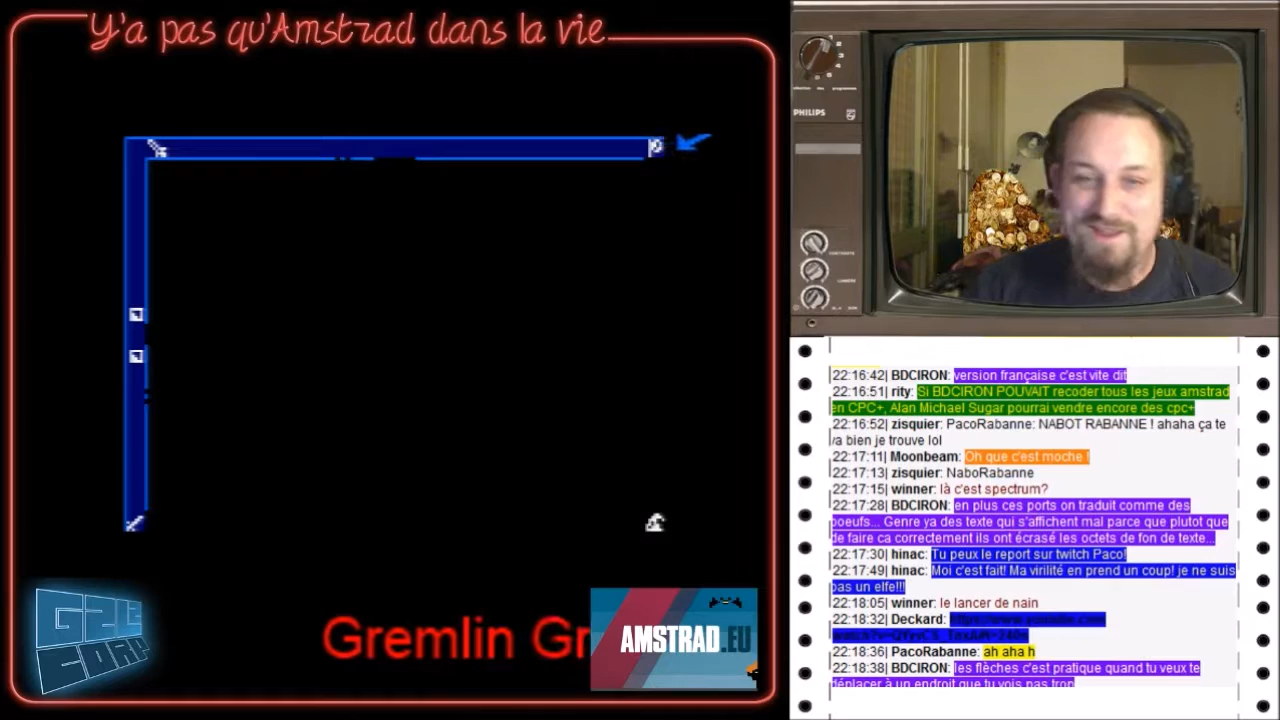 Y'a pas qu'Amstrad dans la vie
PHILIPS
22:16:42| BDCIRON: version française c'est vite dit
22:16:51| rity: Si BDCIRON POUVAIT recoder tous les jeux amstrad
en CPC+, Alan Michael Sugar pourrai vendre encore des cpc+
22:16:52| zisquier: PacoRabanne: NABOT RABANNE ! ahaha ça te
va bien je trouve lol
22:17:11| Moonbeam: Oh que c'est moche !
22:17:13| zisquier: NaboRabanne
22:17:15| winner: là c'est spectrum?
22:17:28| BDCIRON: en plus ces ports on traduit comme des
boeufs... Genre ya des texte qui s'affichent mal parce que plutot que
de faire ca correctement ils ont écrasé les octets de fon de texte...
22:17:30| hinac: Tu peux le report sur twitch Paco!
22:17:49| hinac: Moi c'est fait! Ma virilité en prend un coup! je ne suis
pas un elfe!!!
22:18:05| winner: le lancer de nain
22:18:32| Deckard:
22:18:36| PacoRabanne: ah aha h
22:18:38| BDCIRON: les flèches c'est pratique quand tu veux te
déplacer à un endroit que tu vois pas trop
Gremlin Gr
AMSTRAD.EU
CORP